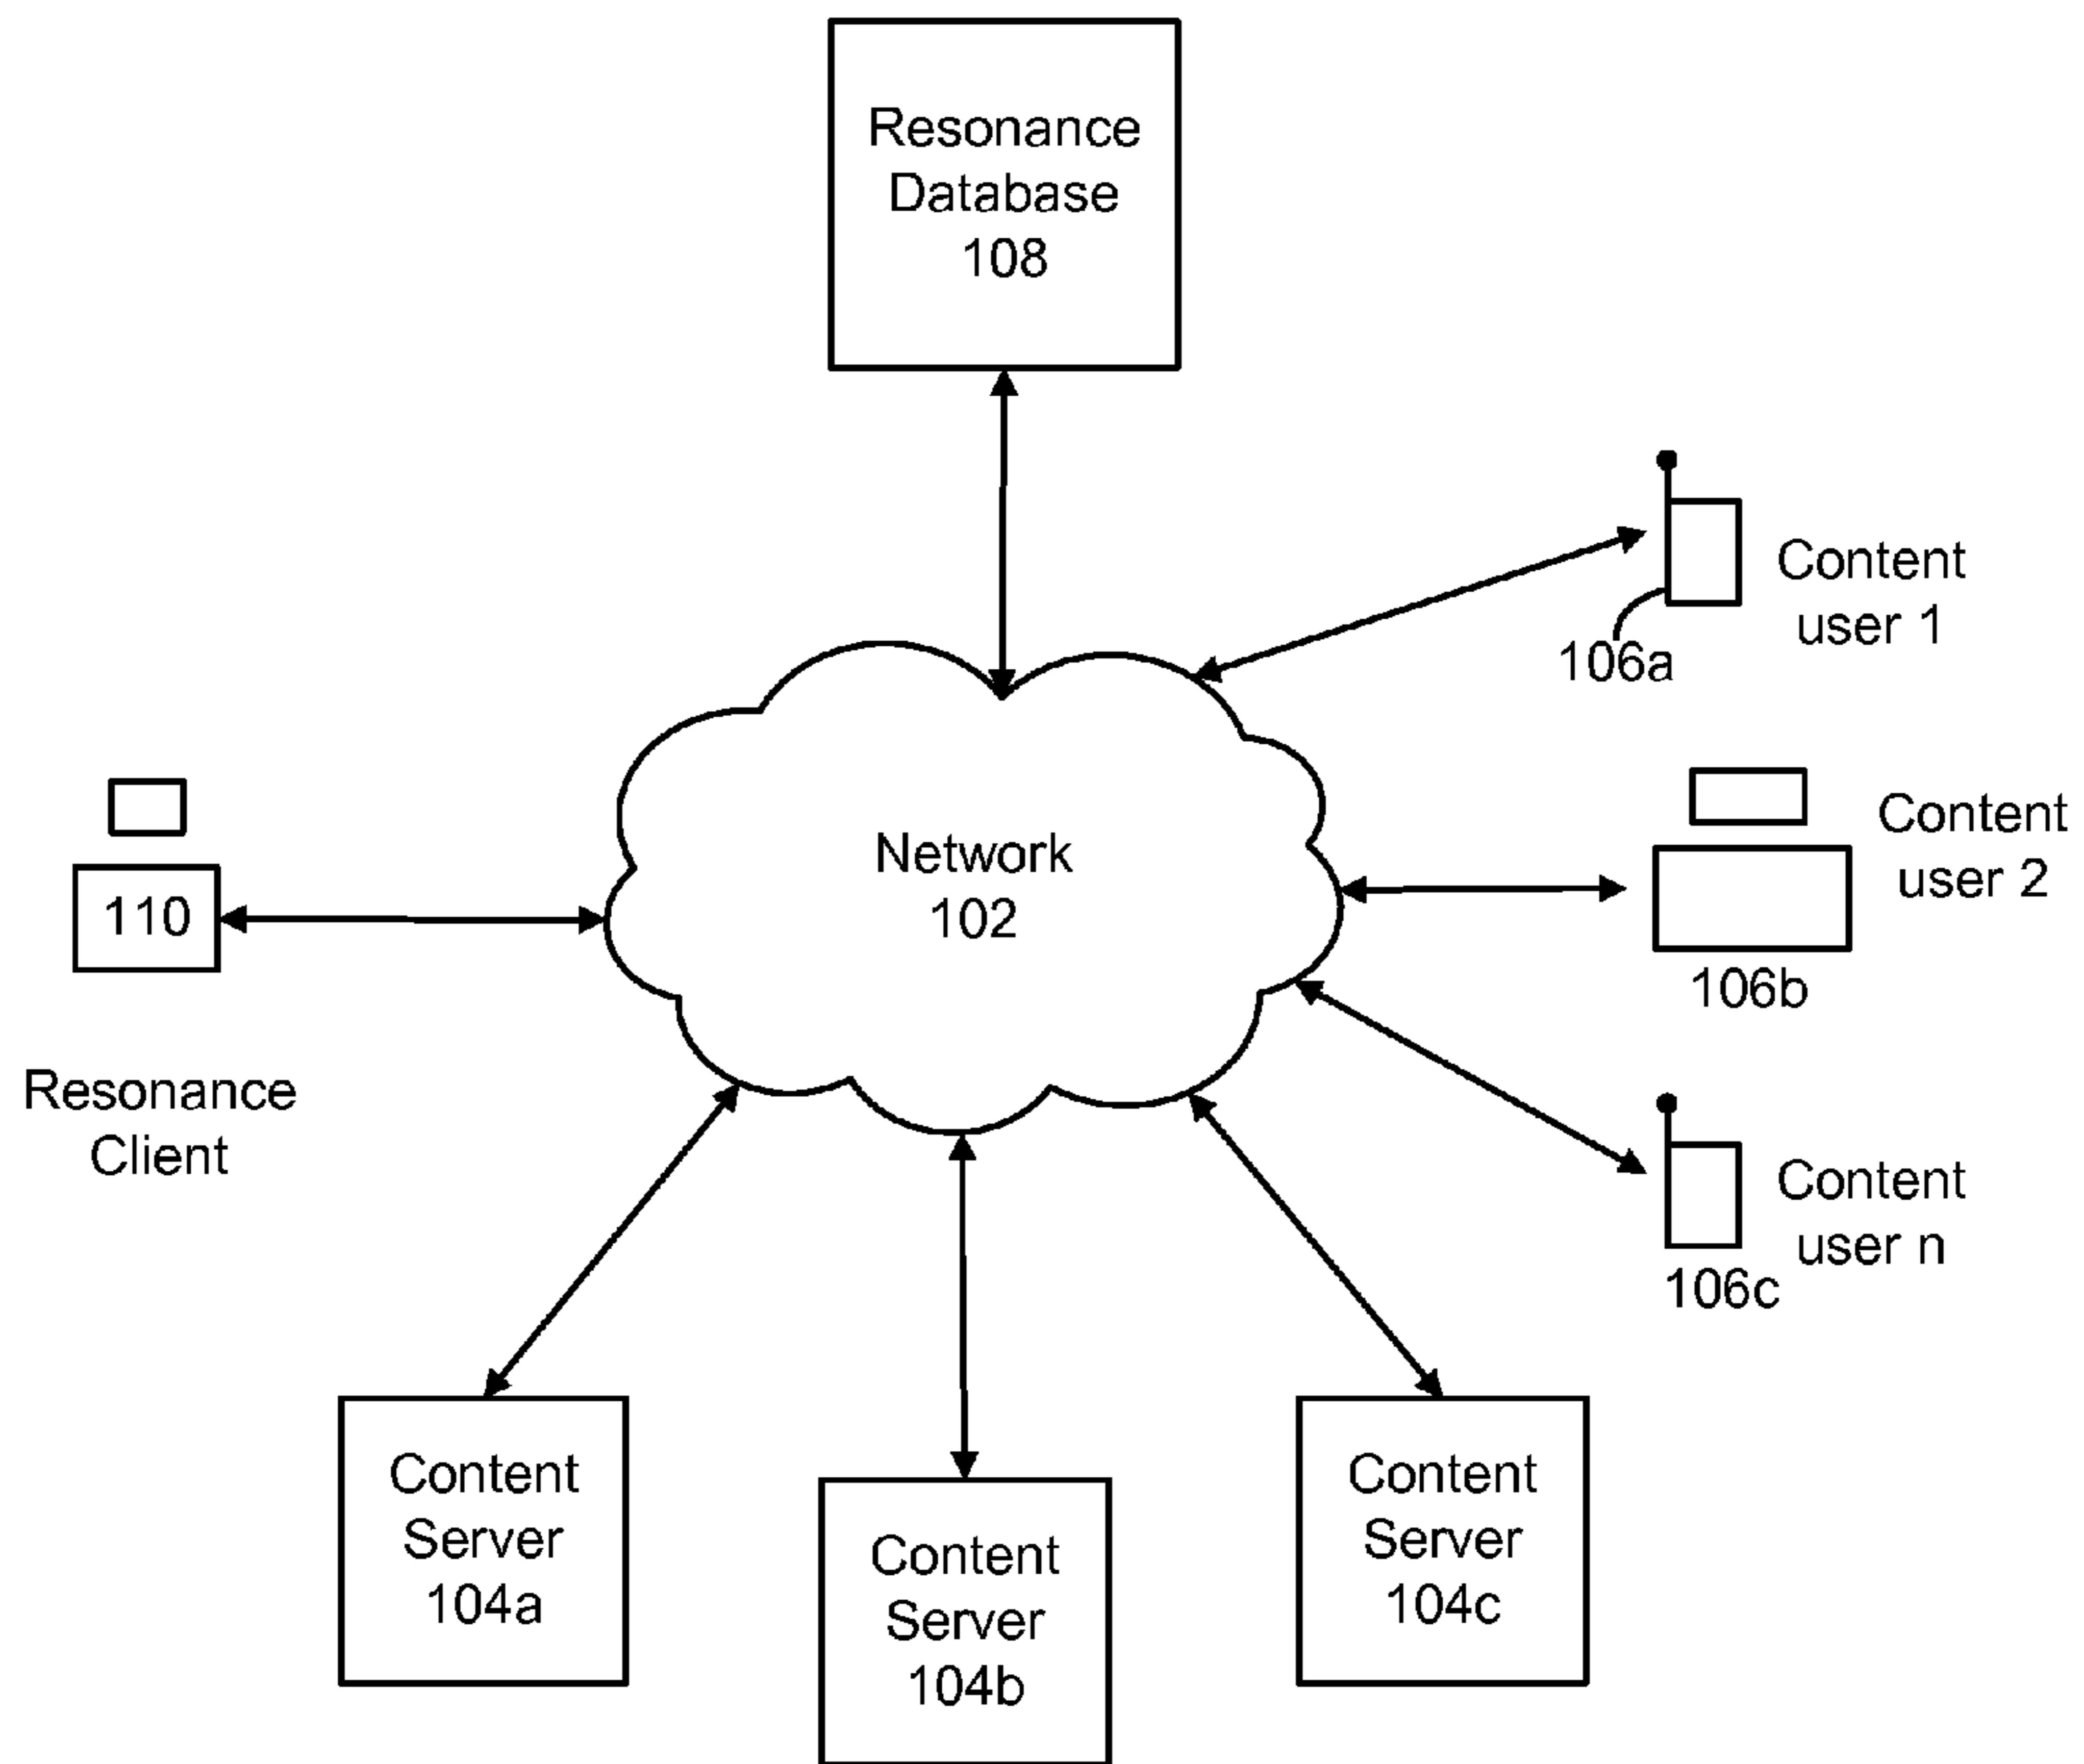 Resonance
Database
108
Content
user 1
106a
Network
102
Content
user 2
106b
110
Resonance
Client
Content
user n
106c
Content
Server
104a
Content
Server
104b
Content
Server
104c